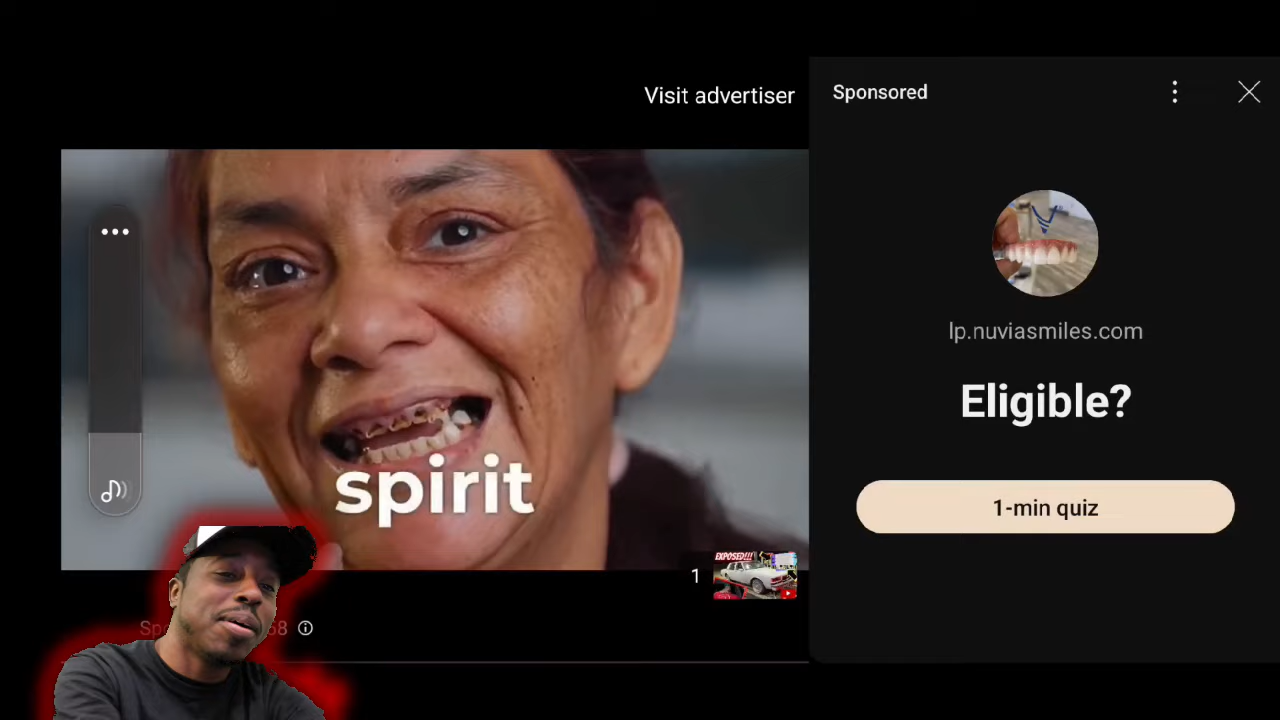 Visit advertiser
Sponsored
lp.nuviasmiles.com
Eligible?
1-min quiz
spirit
EXPOSED!!!
1